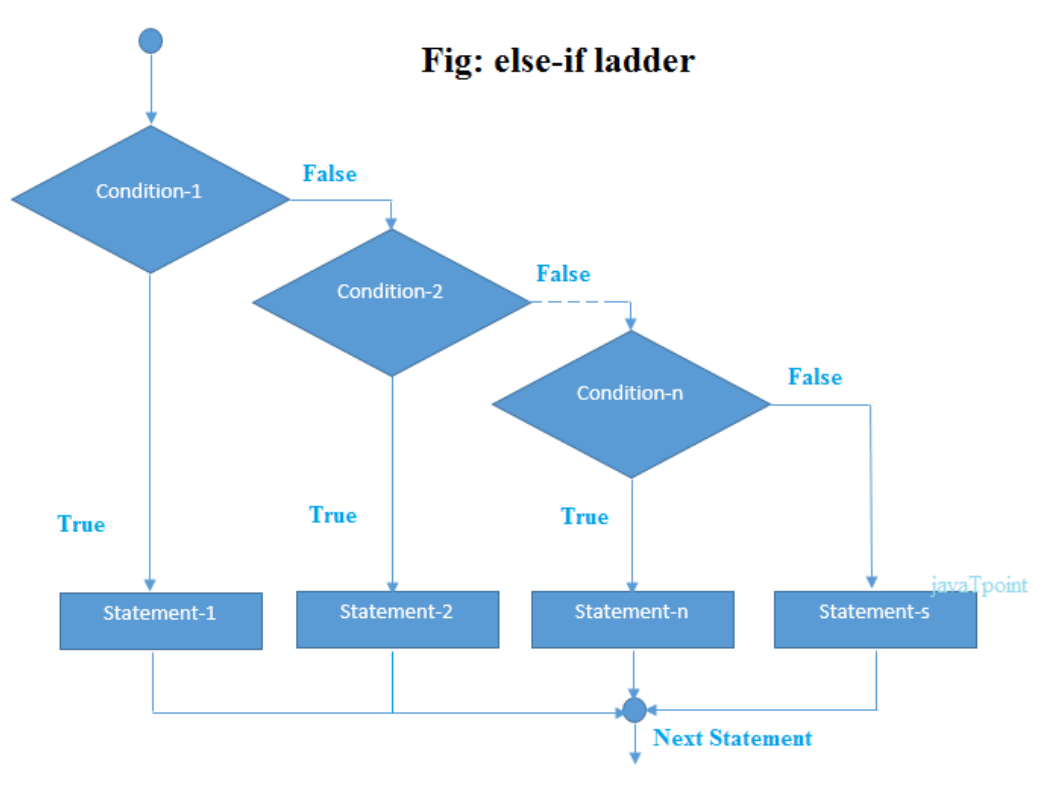 Fig: else-if ladder
Condition-1
False
Condition-2
False
Condition-n
False
True
True
True
javaTpoint
Statement-1
Statement-2
Statement-n
Statement-s
Next Statement